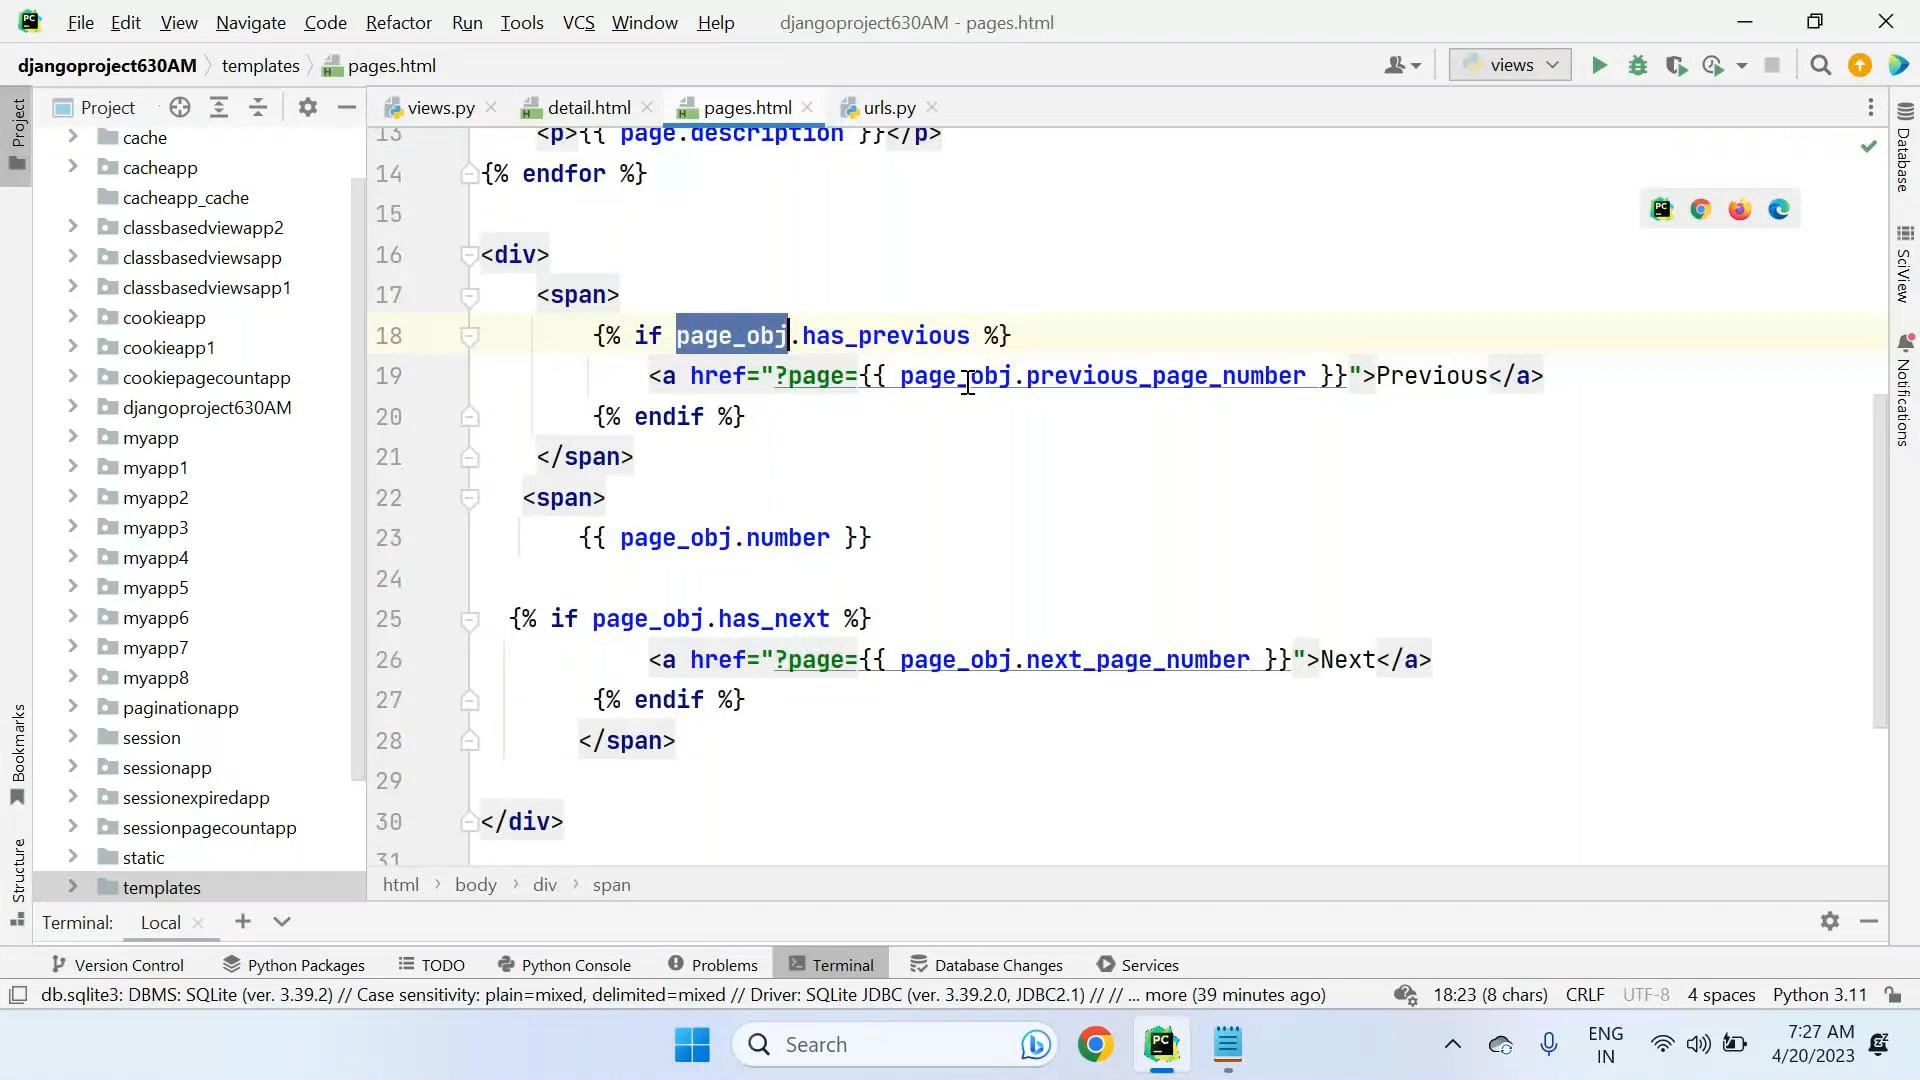 File Edit View Navigate Code Refactor Run Tools VCS Window Help djangoproject630AM - pages.html
djangoproject630AM templates pages.html views
Project views.py detail.html pages.html urls.py
cache
cacheapp
cacheapp_cache
classbasedviewapp2
classbasedviewsapp
classbasedviewsapp1
cookieapp
cookieapp1
cookiepagecountapp
djangoproject630AM
myapp
myapp1
myapp2
myapp3
myapp4
myapp5
myapp6
myapp7
myapp8
paginationapp
session
sessionapp
sessionexpiredapp
sessionpagecountapp
static
templates
13 <p>{{ page.description }}</p>
14 {% endfor %}
15
16 <div>
17 <span>
18 {% if page_obj.has_previous %}
19 <a href="?page={{ page_obj.previous_page_number }}">Previous</a>
20 {% endif %}
21 </span>
22 <span>
23 {{ page_obj.number }}
24
25 {% if page_obj.has_next %}
26 <a href="?page={{ page_obj.next_page_number }}">Next</a>
27 {% endif %}
28 </span>
29
30 </div>
31
html body div span
Project
Bookmarks
Structure
Database
SciView
Notifications
Terminal: Local
Version Control Python Packages TODO Python Console Problems Terminal Database Changes Services
db.sqlite3: DBMS: SQLite (ver. 3.39.2) // Case sensitivity: plain=mixed, delimited=mixed // Driver: SQLite JDBC (ver. 3.39.2.0, JDBC2.1) // // ... more (39 minutes ago) 18:23 (8 chars) CRLF UTF-8 4 spaces Python 3.11
Search
ENG
IN
7:27 AM
4/20/2023